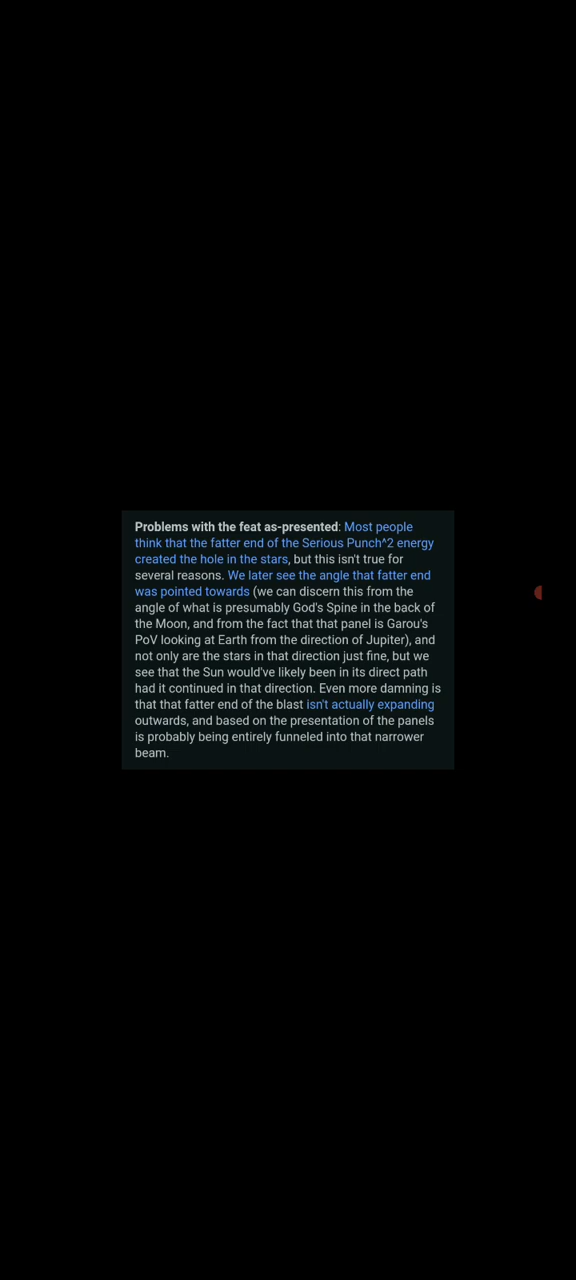 Problems with the feat as-presented: Most people
think that the fatter end of the Serious Punch^2 energy
created the hole in the stars, but this isn't true for
several reasons. We later see the angle that fatter end
was pointed towards (we can discern this from the
angle of what is presumably God's Spine in the back of
the Moon, and from the fact that that panel is Garou's
PoV looking at Earth from the direction of Jupiter), and
not only are the stars in that direction just fine, but we
see that the Sun would've likely been in its direct path
had it continued in that direction. Even more damning is
that that fatter end of the blast isn't actually expanding
outwards, and based on the presentation of the panels
is probably being entirely funneled into that narrower
beam.